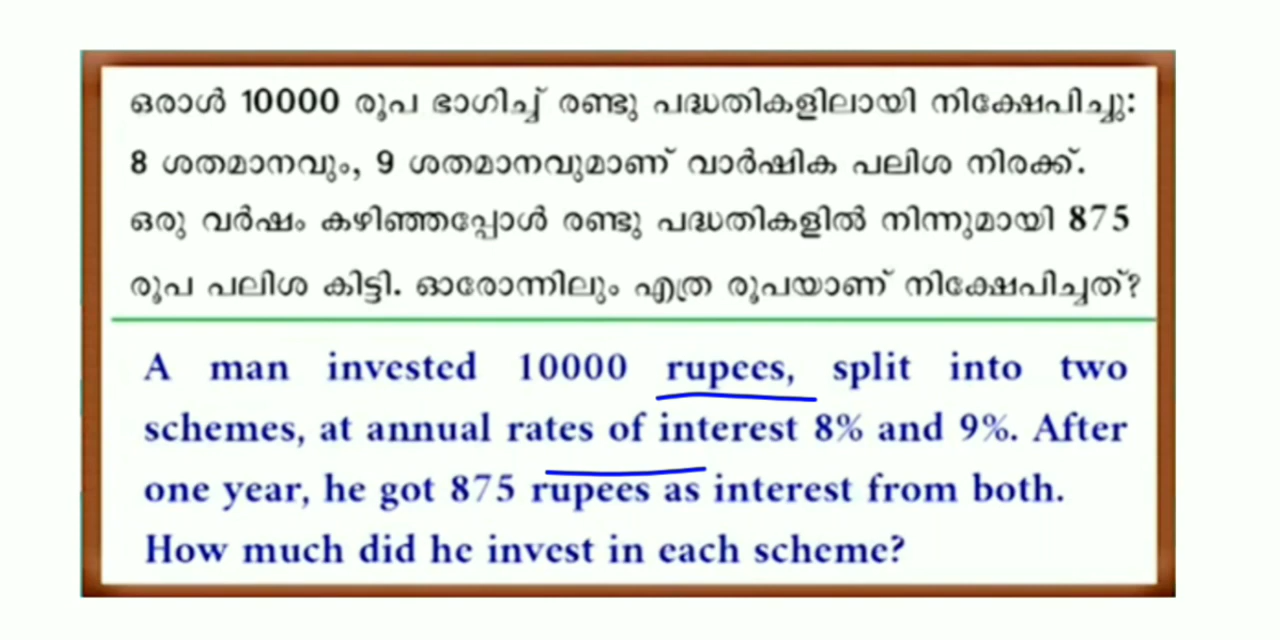 ഒരാൾ 10000 രൂപ ഭാഗിച്ച് രണ്ടു പദ്ധതികളിലായി നിക്ഷേപിച്ചു:
8 ശതമാനവും, 9 ശതമാനവുമാണ് വാർഷിക പലിശ നിരക്ക്.
ഒരു വർഷം കഴിഞ്ഞപ്പോൾ രണ്ടു പദ്ധതികളിൽ നിന്നുമായി 875
രൂപ പലിശ കിട്ടി. ഓരോന്നിലും എത്ര രൂപയാണ് നിക്ഷേപിച്ചത്?
A man invested 10000 rupees, split into two
schemes, at annual rates of interest 8% and 9%. After
one year, he got 875 rupees as interest from both.
How much did he invest in each scheme?